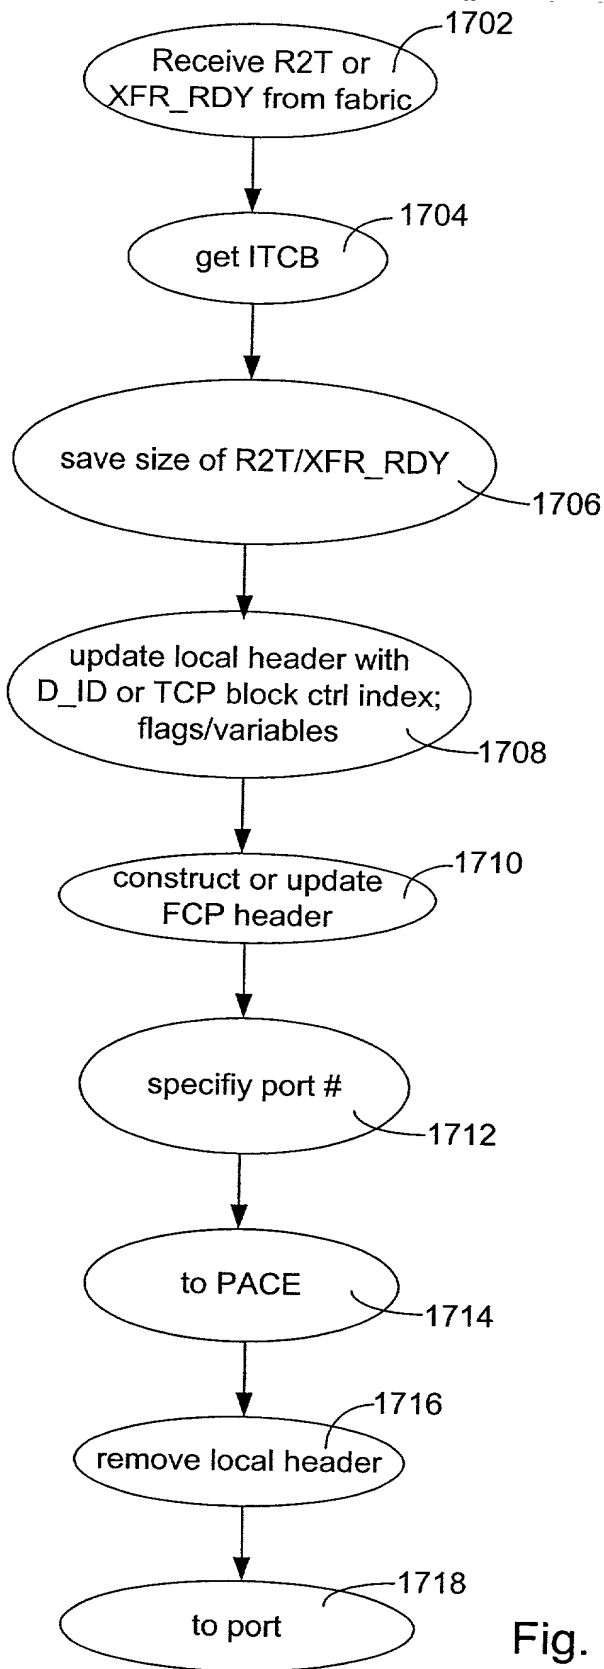 1702
Receive R2T or
XFR_RDY from fabric
1704
get ITCB
save size of R2T/XFR_RDY
1706
update local header with
D_ID or TCP block ctrl index;
flags/variables
1708
1710
construct or update
FCP header
specifiy port #
1712
to PACE
1714
1716
remove local header
1718
to port
Fig.